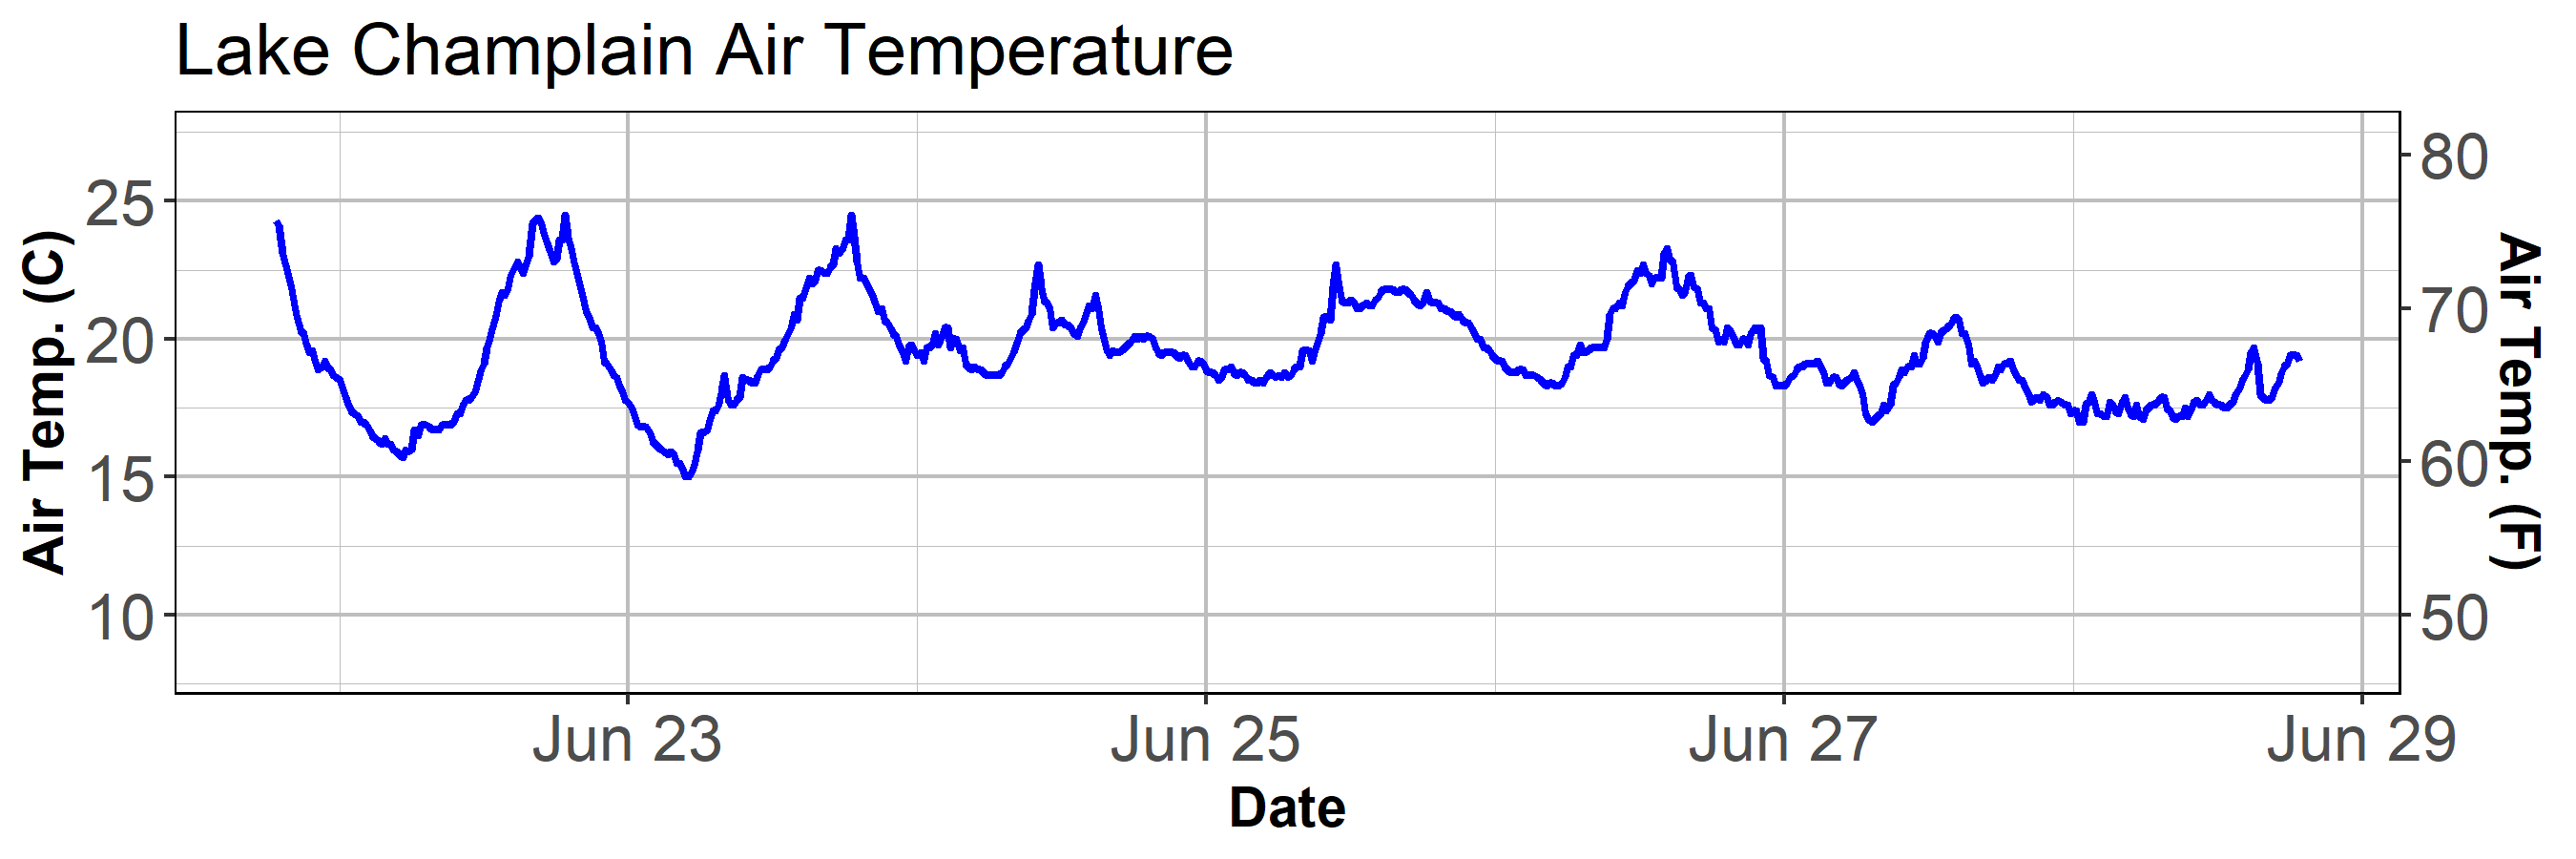 Lake Champlain Air Temperature
Air Temp. (C)
25
20
15
10
80
70
60
50
Air Temp. (F)
Jun 23
Jun 25
Jun 27
Jun 29
Date